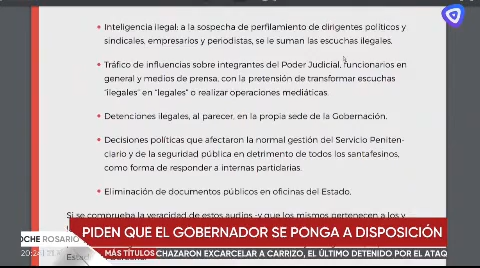 • Inteligencia ilegal: a la sospecha de perfilamiento de dirigentes políticos y
sindicales, empresarios y periodistas, se le suman las escuchas ilegales.
• Tráfico de influencias sobre integrantes del Poder Judicial, funcionarios en
general y medios de prensa, con la pretensión de transformar escuchas
"ilegales" en "legales" o realizar operaciones mediáticas.
• Detenciones ilegales, al parecer, en la propia sede de la Gobernación.
• Decisiones políticas que afectaron la normal gestión del Servicio Peniten-
ciario y de la seguridad pública en detrimento de todos los santafesinos,
como forma de responder a internas partidarias.
• Eliminación de documentos públicos en oficinas del Estado.
Si se comprueba la veracidad de estos audios -y que los mismos pertenecen a los y
OCHE ROSARIO
PIDEN QUE EL GOBERNADOR SE PONGA A DISPOSICIÓN
20:24
MÁS TÍTULOS
CHAZARON EXCARCELAR A CARRIZO, EL ÚLTIMO DETENIDO POR EL ATAQ
Estad